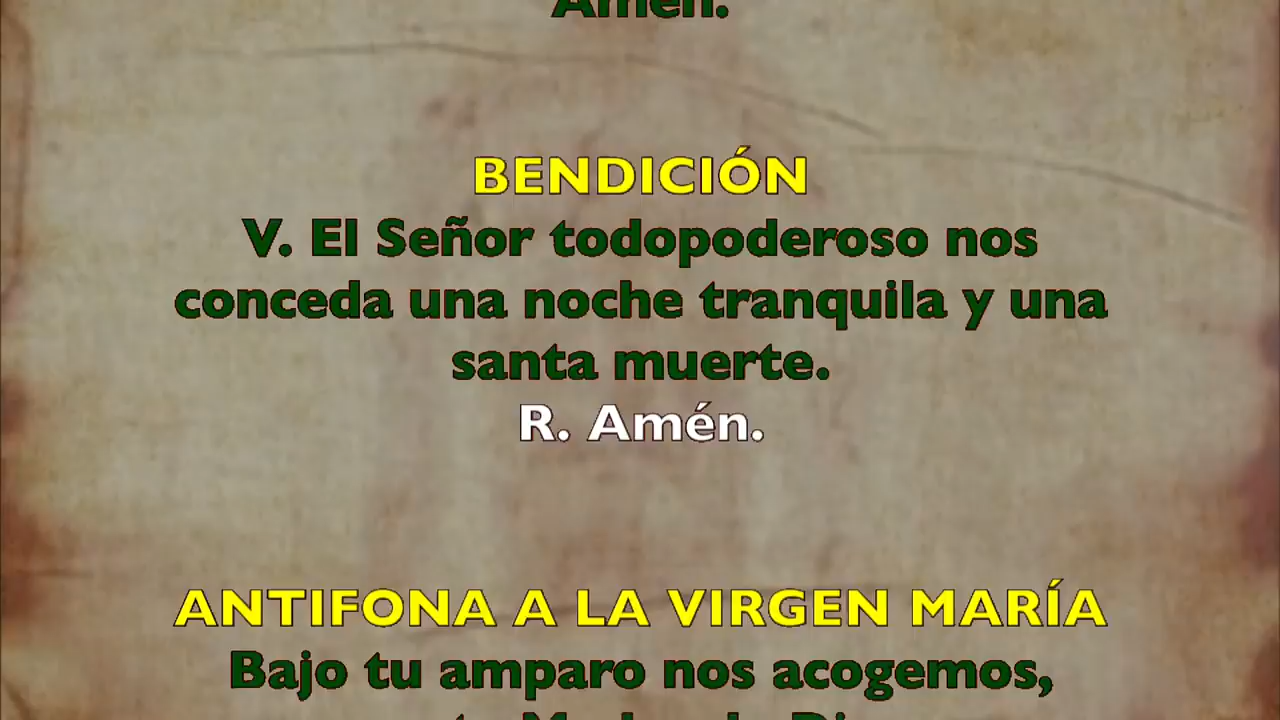 Amén.
BENDICIÓN
V. El Señor todopoderoso nos
conceda una noche tranquila y una
santa muerte.
R. Amén.
ANTIFONA A LA VIRGEN MARÍA
Bajo tu amparo nos acogemos,